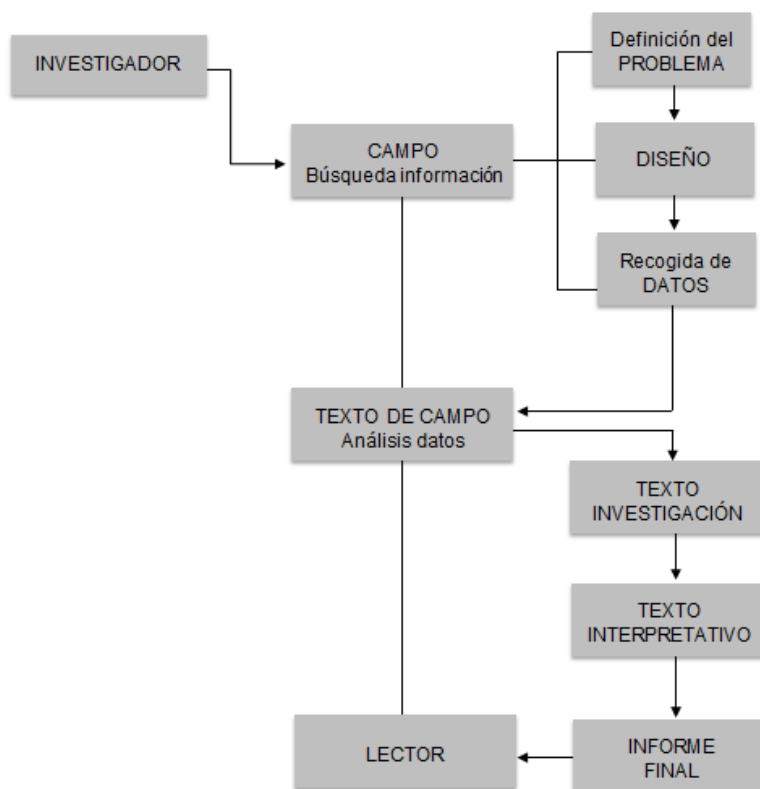 INVESTIGADOR
CAMPO
Búsqueda información
Definición del
PROBLEMA
DISEÑO
Recogida de
DATOS
TEXTO DE CAMPO
Análisis datos
TEXTO
INVESTIGACIÓN
TEXTO
INTERPRETATIVO
INFORME
FINAL
LECTOR